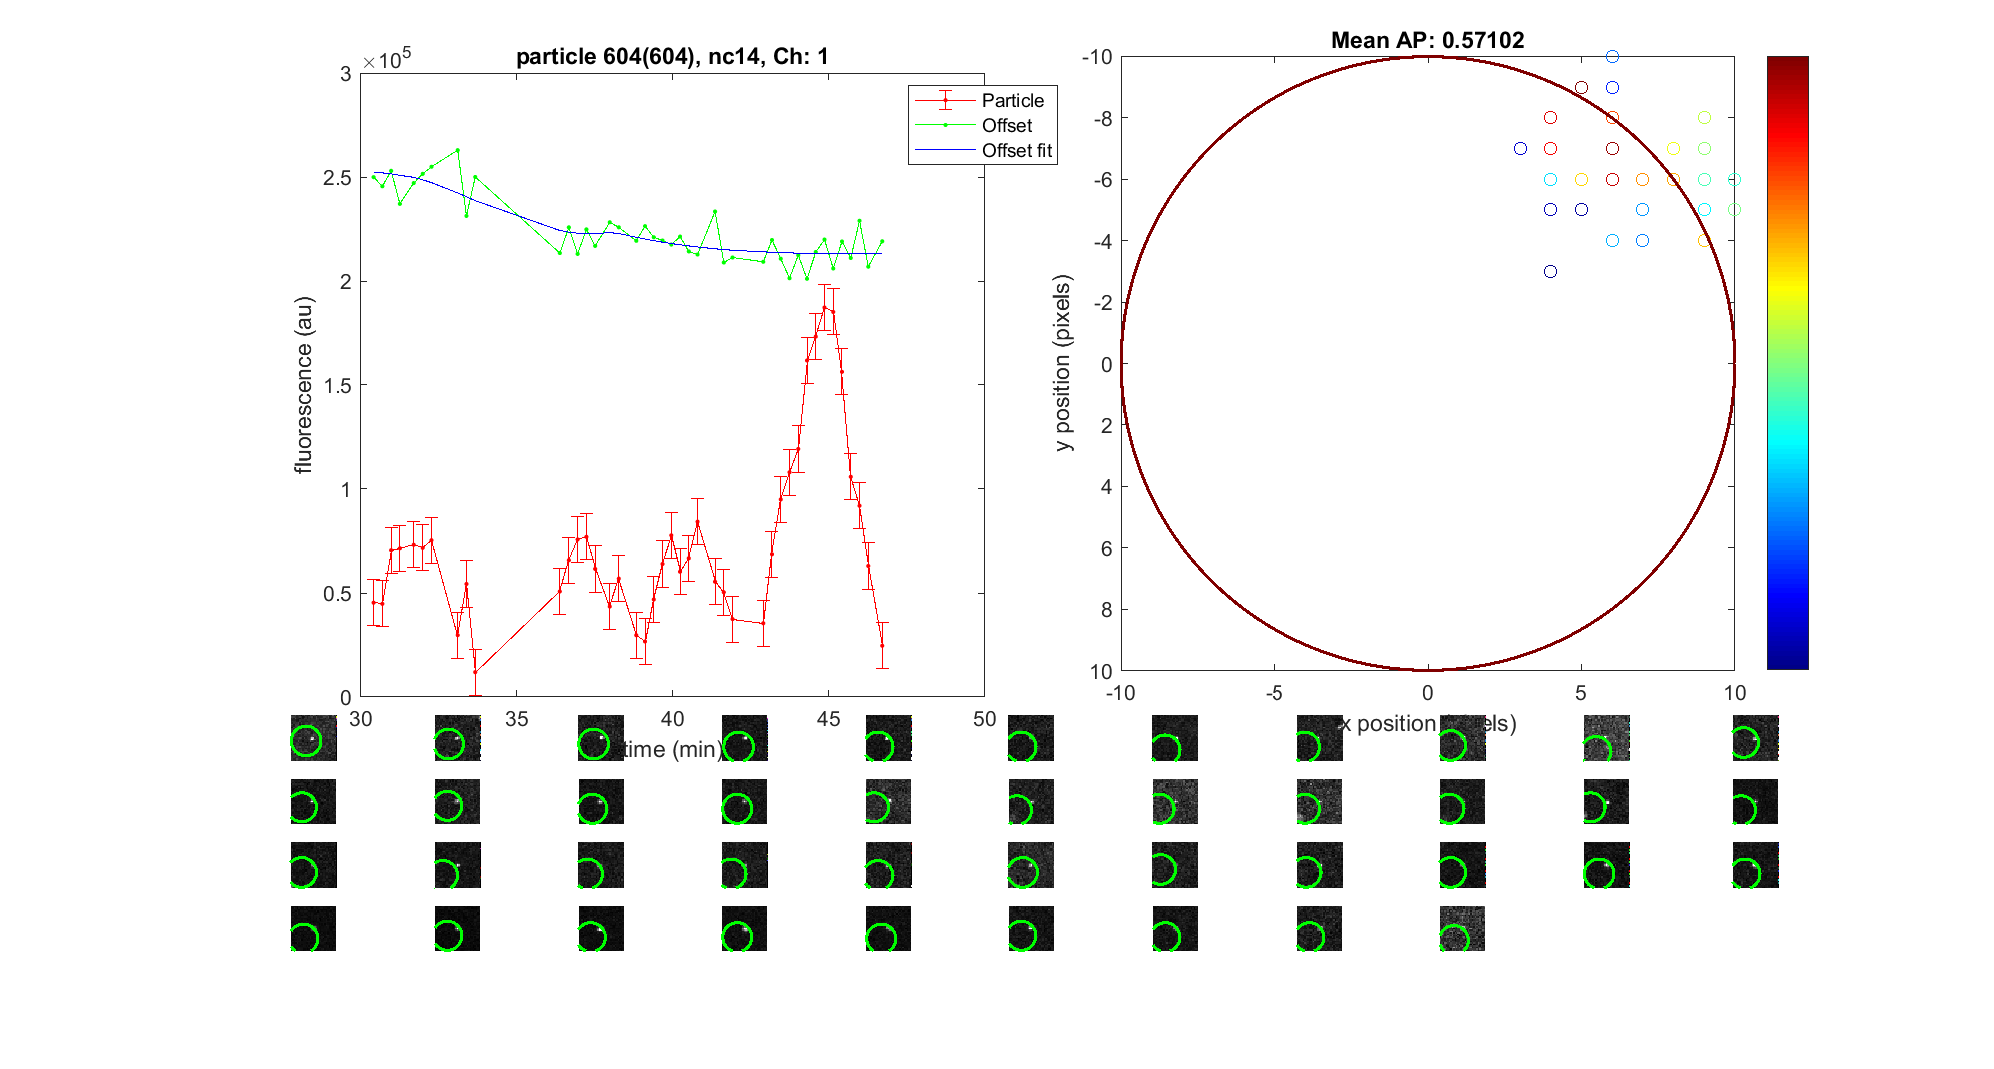 particle 604(604), nc14, Ch: 1
×10⁵
3
2.5
2
1.5
1
0.5
0
30 35 40 45 50
fluorescence (au)
time (min)
Particle
Offset
Offset fit
Mean AP: 0.57102
-10
-8
-6
-4
-2
0
2
4
6
8
10
-10 -5 0 5 10
y position (pixels)
x position els)